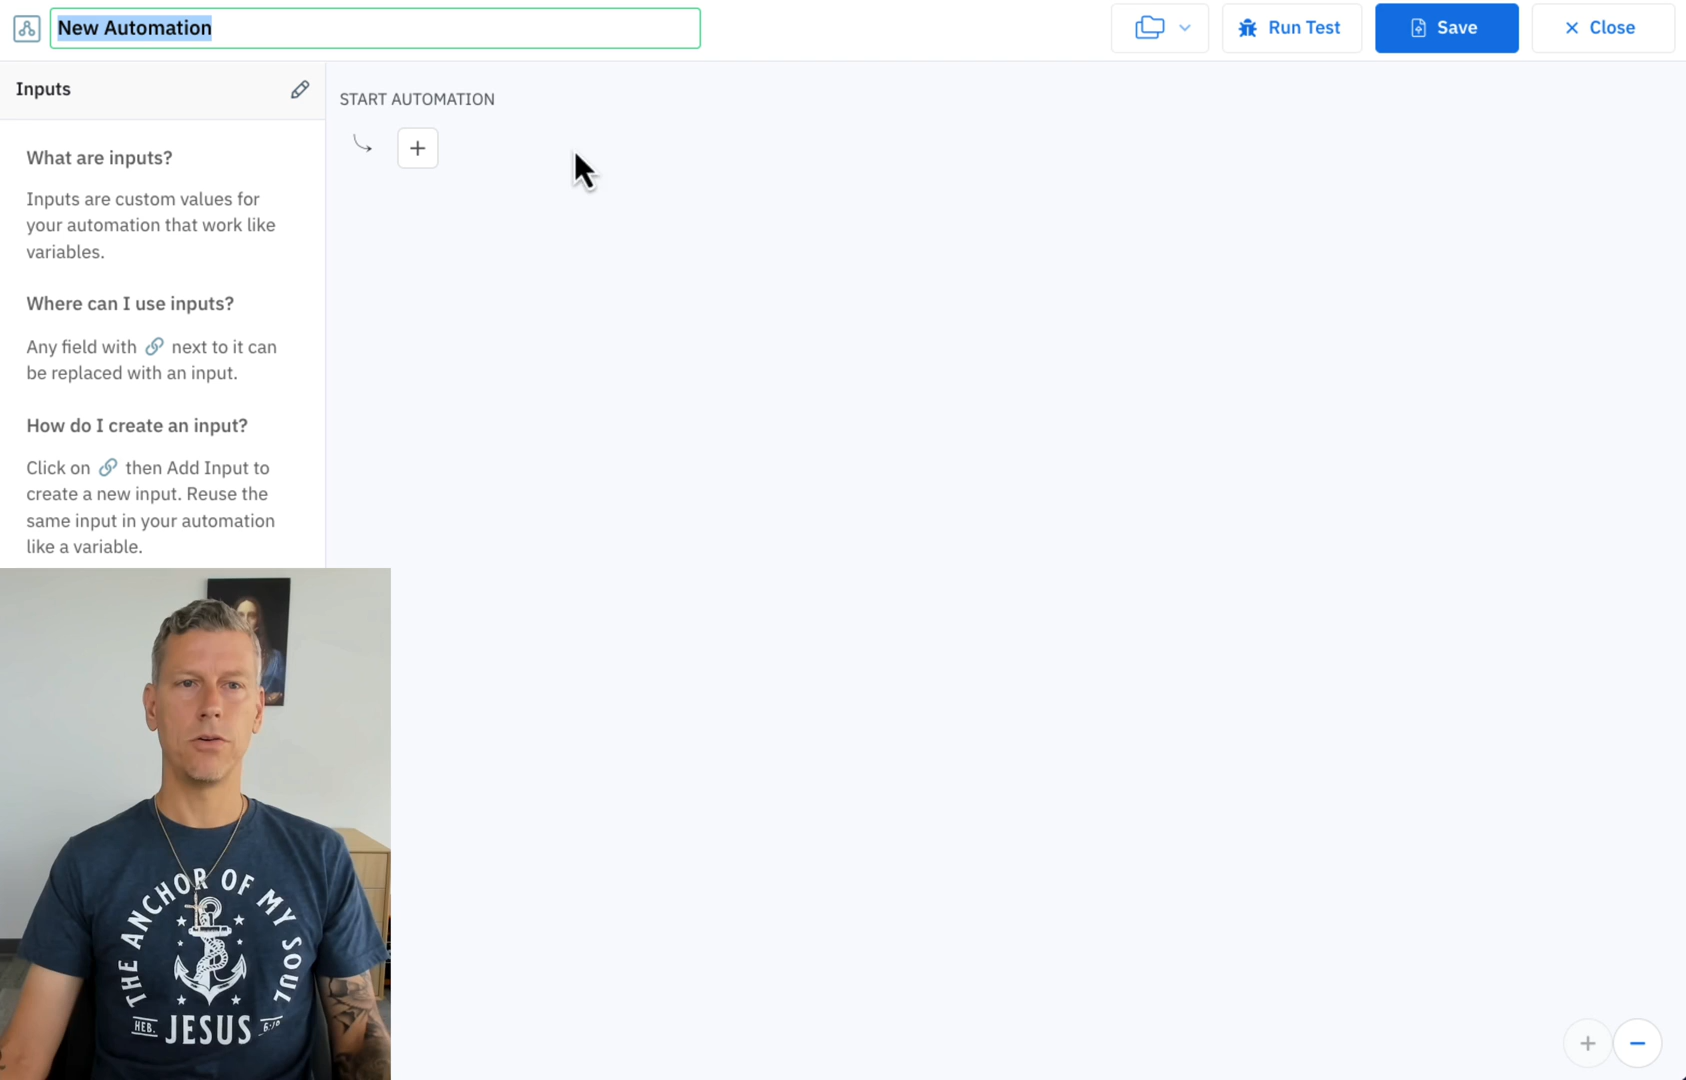 New Automation
Run Test
Save
Close
Inputs
START AUTOMATION
What are inputs?
Inputs are custom values for
your automation that work like
variables.
Where can I use inputs?
Any field with 🔗 next to it can
be replaced with an input.
How do I create an input?
Click on 🔗 then Add Input to
create a new input. Reuse the
same input in your automation
like a variable.
THE ANCHOR OF MY SOUL
HEB.
JESUS